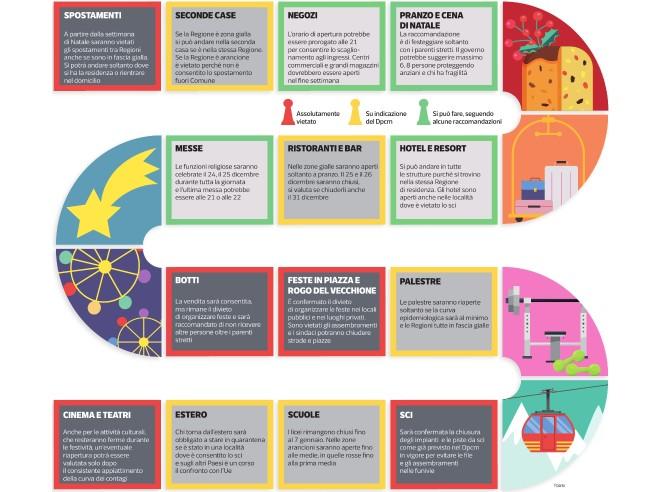 SPOSTAMENTI
A partire dalla settimana
di Natale saranno vietati
gli spostamenti tra Regioni
anche se sono in fascia gialla.
Si potrà andare soltanto dove
si ha la residenza o rientrare
nel domicilio
SECONDE CASE
Se la Regione è zona gialla
si può andare nella seconda
casa se è nella stessa Regione.
Se la Regione è arancione
è vietato perché non è
consentito lo spostamento
fuori Comune
NEGOZI
L'orario di apertura potrebbe
essere prorogato alle 21
per consentire lo scaglio-
namento agli ingressi. Centri
commerciali e grandi magazzini
dovrebbero essere aperti
nel fine settimana
PRANZO E CENA
DI NATALE
La raccomandazione
è di festeggiare soltanto
con i parenti stretti. Il governo
potrebbe suggerire massimo
6, 8 persone proteggendo
anziani e chi ha fragilità
Assolutamente
vietato
Su indicazione
del Dpcm
Si può fare, seguendo
alcune raccomandazioni
MESSE
Le funzioni religiose saranno
celebrate il 24, il 25 dicembre
durante tutta la giornata
e l'ultima messa potrebbe
essere alle 21 o alle 22
RISTORANTI E BAR
Nelle zone gialle saranno aperti
soltanto a pranzo. Il 25 e il 26
dicembre saranno chiusi,
si valuta se chiuderli anche
il 31 dicembre
HOTEL E RESORT
Si può andare in tutte
le strutture purché si trovino
nella stessa Regione
di residenza. Gli hotel sono
aperti anche nelle località
dove è vietato lo sci
BOTTI
La vendita sarà consentita,
ma rimane il divieto
di organizzare feste e sarà
raccomandato di non ricevere
altre persone oltre i parenti
stretti
FESTE IN PIAZZA E
ROGO DEL VECCHIONE
È confermato il divieto
di organizzare le feste nei locali
pubblici e nei luoghi privati.
Sono vietati gli assembramenti
e i sindaci potranno chiudere
strade e piazze
PALESTRE
Le palestre saranno riaperte
soltanto se la curva
epidemiologica sarà al minimo
e le Regioni tutte in fascia gialle
CINEMA E TEATRI
Anche per le attività culturali,
che resteranno ferme durante
le festività, un'eventuale
riapertura potrà essere
valutata solo dopo
il consistente appiattimento
della curva dei contagi
ESTERO
Chi torna dall'estero sarà
obbligato a stare in quarantena
se è stato in una località
dove è consentito lo sci
e sugli altri Paesi è un corso
il confronto con l'Ue
SCUOLE
I licei rimangono chiusi fino
al 7 gennaio. Nelle zone
arancioni saranno aperte fino
alle medie, in quelle rosse fino
alla prima media
SCI
Sarà confermata la chiusura
degli impianti e le piste da sci
come già previsto nel Dpcm
in vigore per evitare le file
e gli assembramenti
nelle funivie